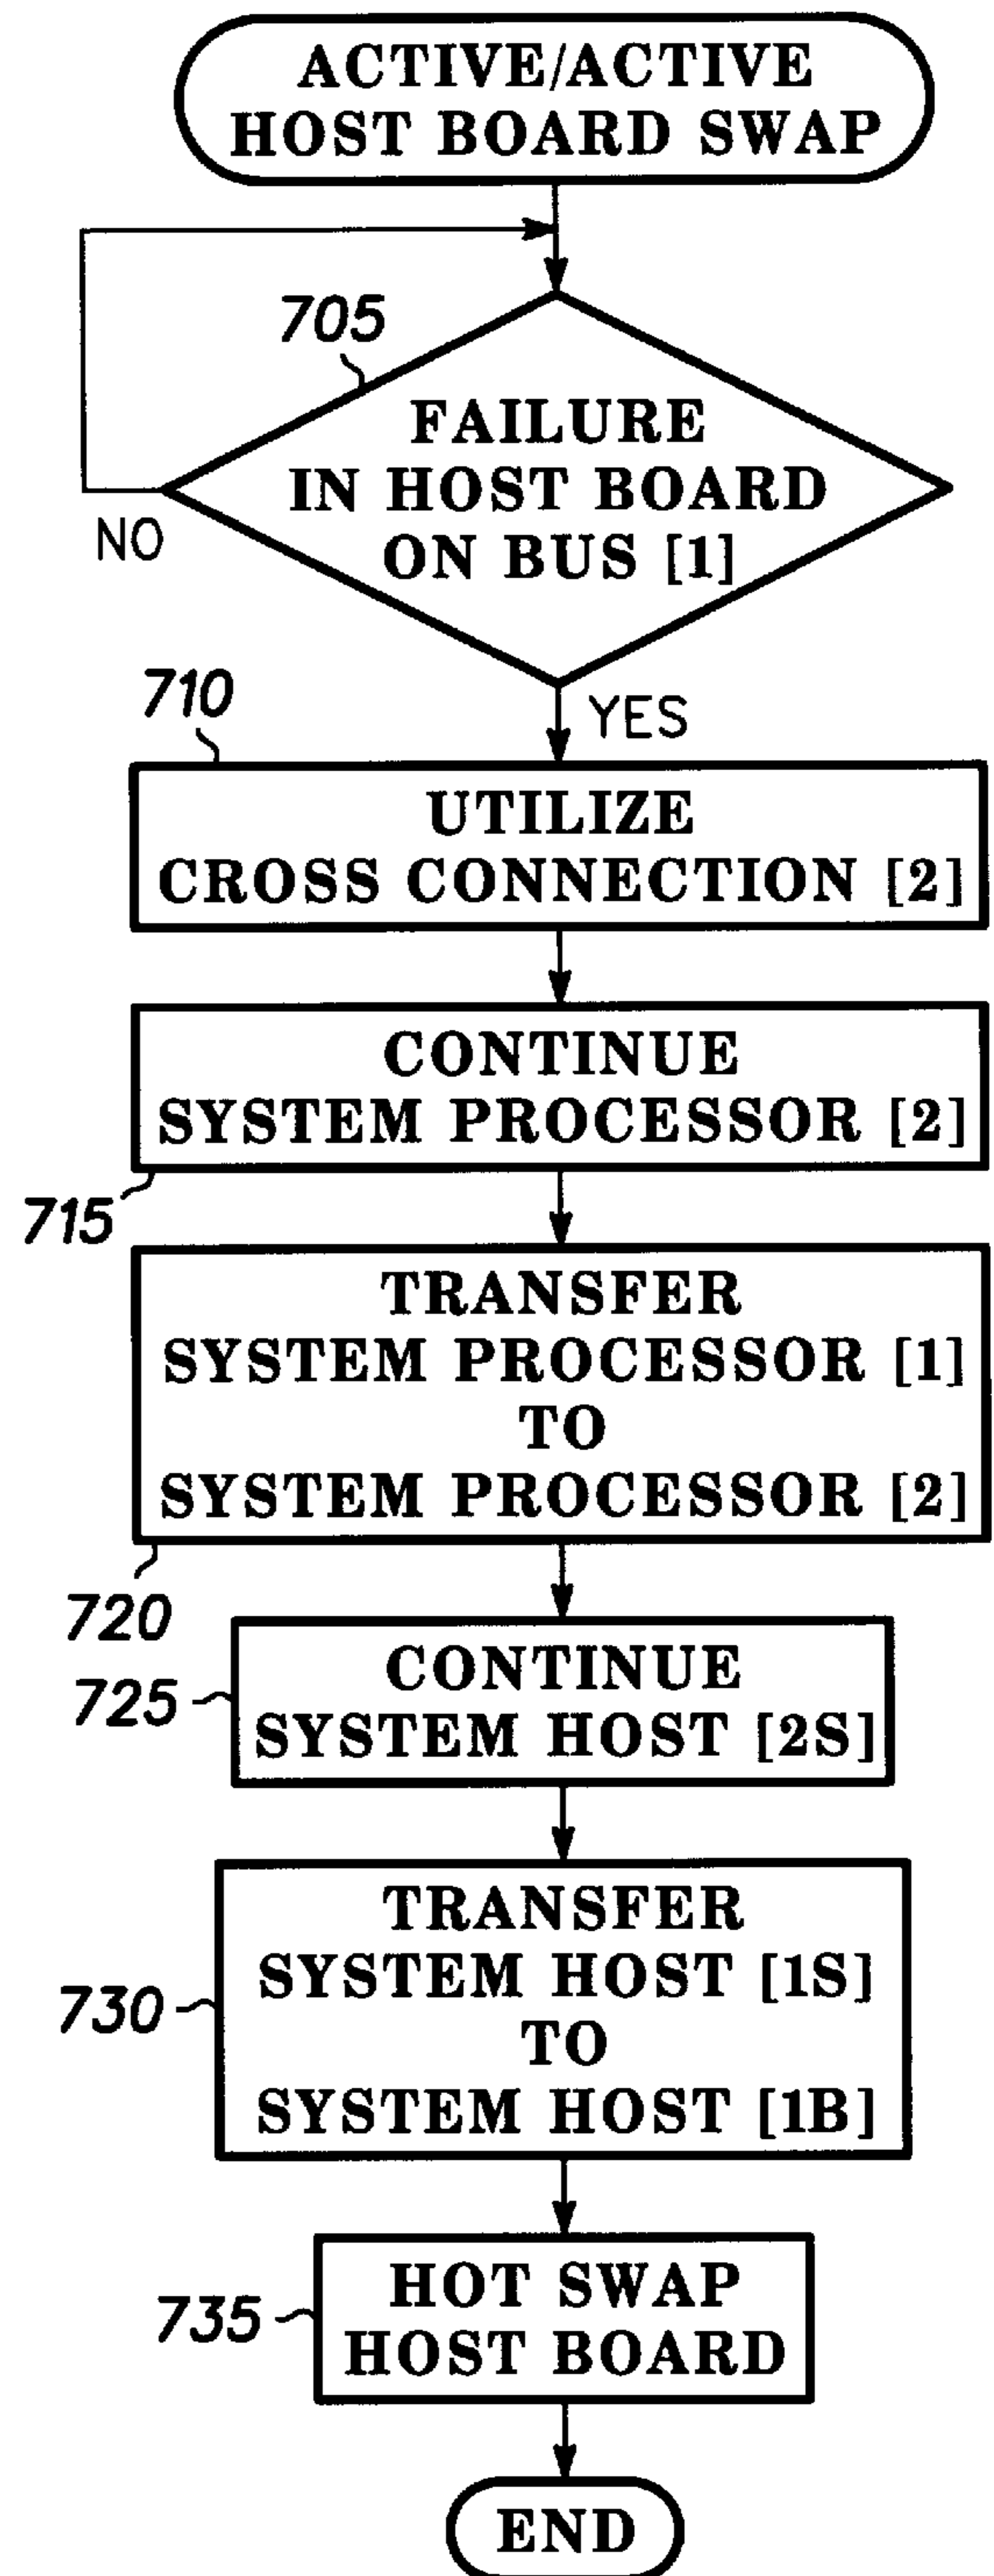 ACTIVE/ACTIVE
HOST BOARD SWAP
705
FAILURE
IN HOST BOARD
ON BUS [1]
NO
YES
710
UTILIZE
CROSS CONNECTION [2]
CONTINUE
SYSTEM PROCESSOR [2]
715
TRANSFER
SYSTEM PROCESSOR [1]
TO
SYSTEM PROCESSOR [2]
720
CONTINUE
SYSTEM HOST [2S]
725
TRANSFER
SYSTEM HOST [1S]
TO
SYSTEM HOST [1B]
730
HOT SWAP
HOST BOARD
735
END